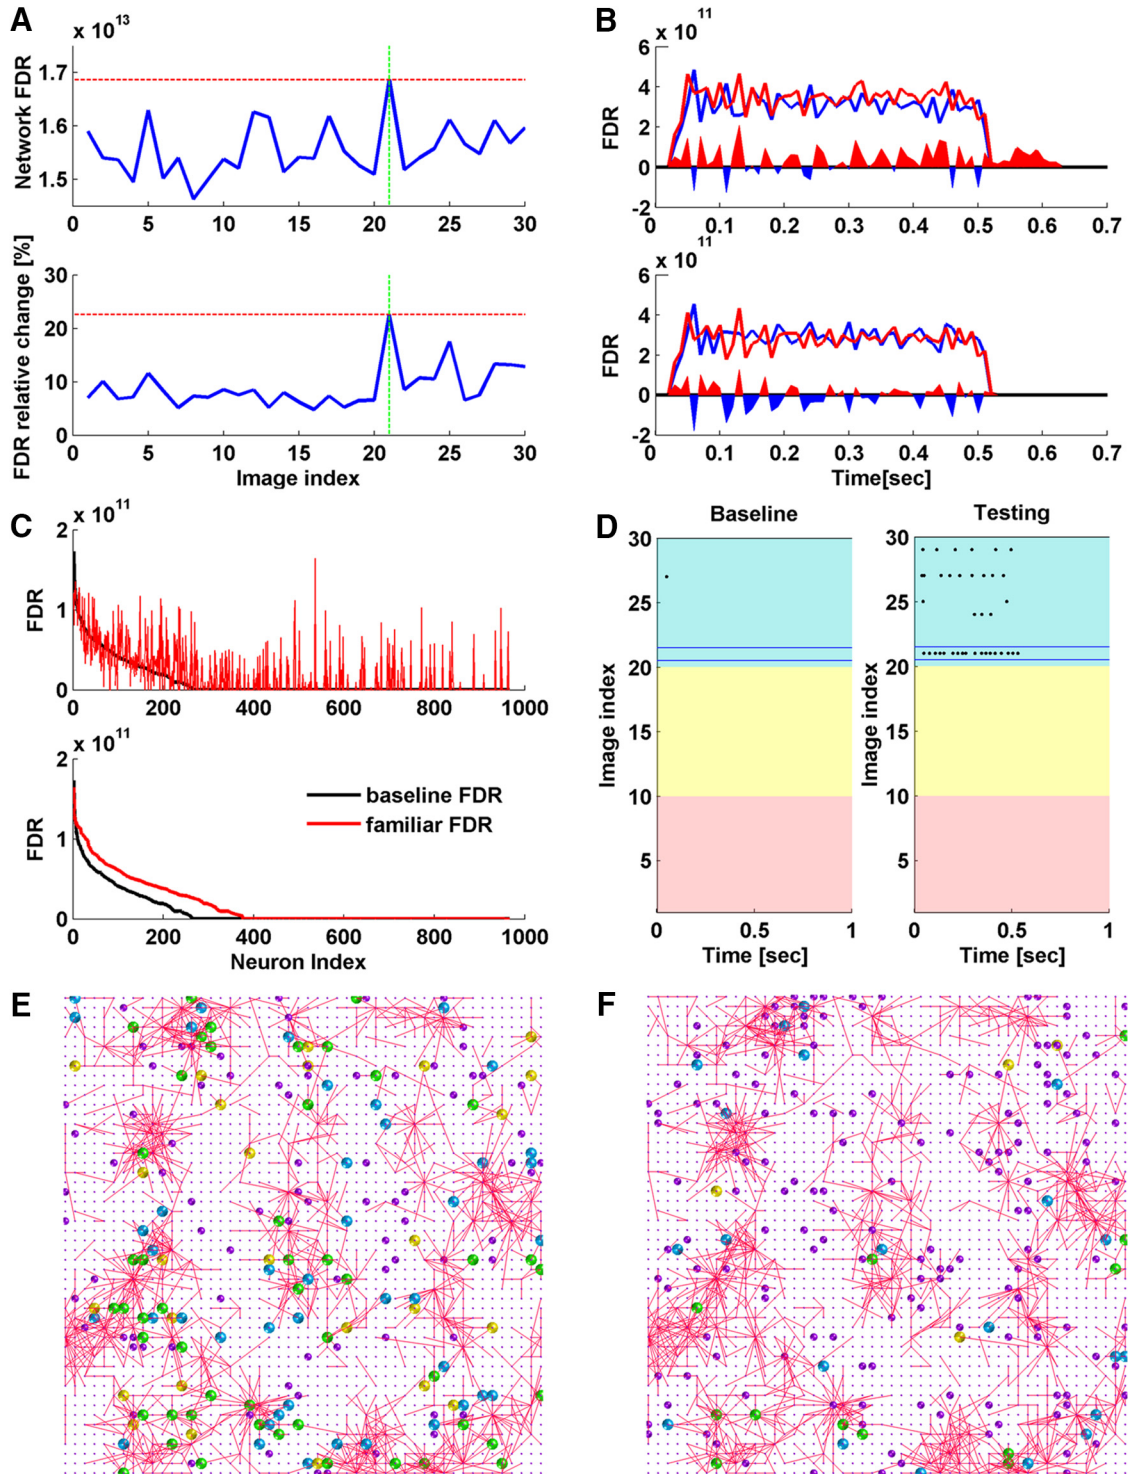 A
x 10^13
Network FDR
1.7
1.6
1.5
5 10 15 20 25 30
FDR relative change [%]
30
20
10
0
0 5 10 15 20 25 30
Image index
B
x 10^11
FDR
6
4
2
0
-2
0 0.1 0.2 0.3 0.4 0.5 0.6 0.7
x 10^11
FDR
6
4
2
0
-2
0 0.1 0.2 0.3 0.4 0.5 0.6 0.7
Time[sec]
C
x 10^11
FDR
2
1
0
0 200 400 600 800 1000
x 10^11
FDR
2
1
0
baseline FDR
familiar FDR
0 200 400 600 800 1000
Neuron Index
D
Baseline
Image index
30
25
20
15
10
5
0 0.5 1
Time [sec]
Testing
Image index
30
25
20
15
10
5
0 0.5 1
Time [sec]
E
F